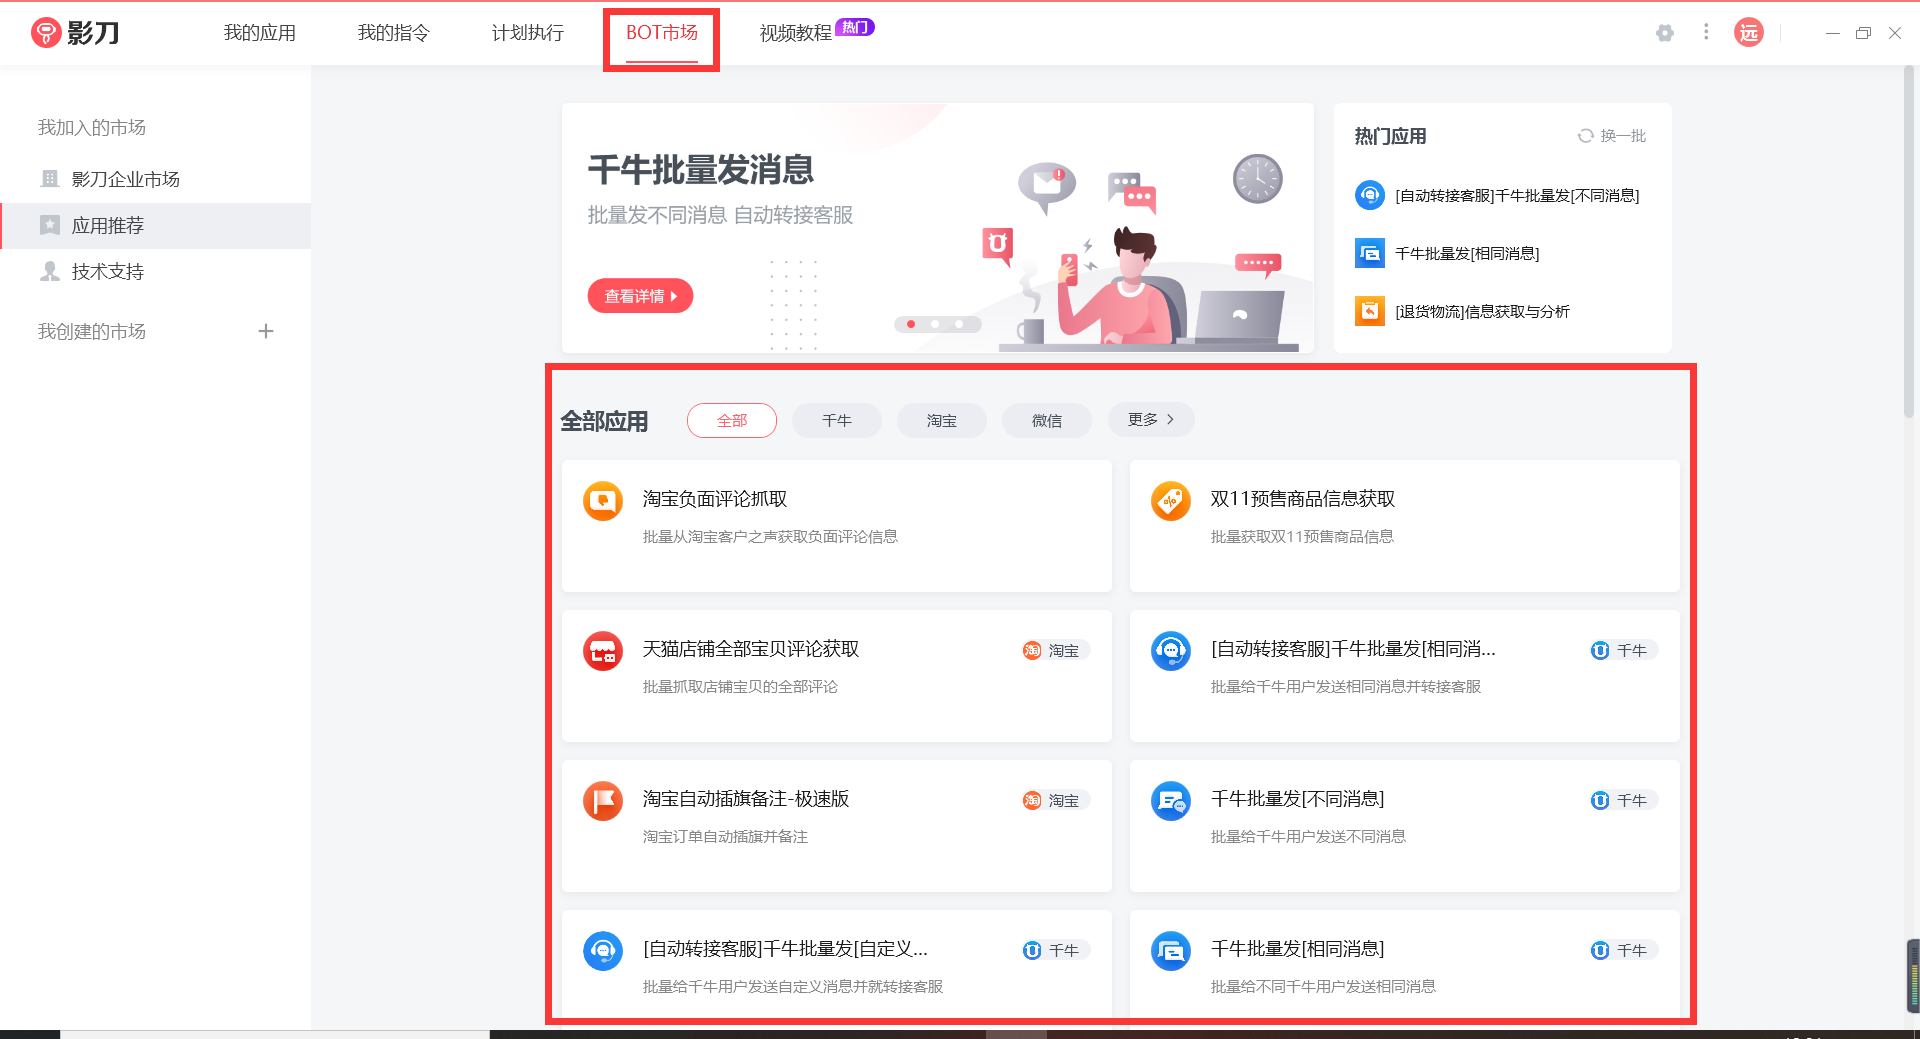 影刀
我的应用
我的指令
计划执行
BOT市场
视频教程
热门
远
我加入的市场
影刀企业市场
应用推荐
技术支持
我创建的市场
千牛批量发消息
批量发不同消息 自动转接客服
查看详情
热门应用
换一批
[自动转接客服]千牛批量发[不同消息]
千牛批量发[相同消息]
[退货物流]信息获取与分析
全部应用
全部
千牛
淘宝
微信
更多
淘宝负面评论抓取
批量从淘宝客户之声获取负面评论信息
双11预售商品信息获取
批量获取双11预售商品信息
天猫店铺全部宝贝评论获取
淘 淘宝
批量抓取店铺宝贝的全部评论
[自动转接客服]千牛批量发[相同消...
千牛
批量给千牛用户发送相同消息并转接客服
淘宝自动插旗备注-极速版
淘 淘宝
淘宝订单自动插旗并备注
千牛批量发[不同消息]
千牛
批量给千牛用户发送不同消息
[自动转接客服]千牛批量发[自定义...
千牛
批量给千牛用户发送自定义消息并就转接客服
千牛批量发[相同消息]
千牛
批量给不同千牛用户发送相同消息